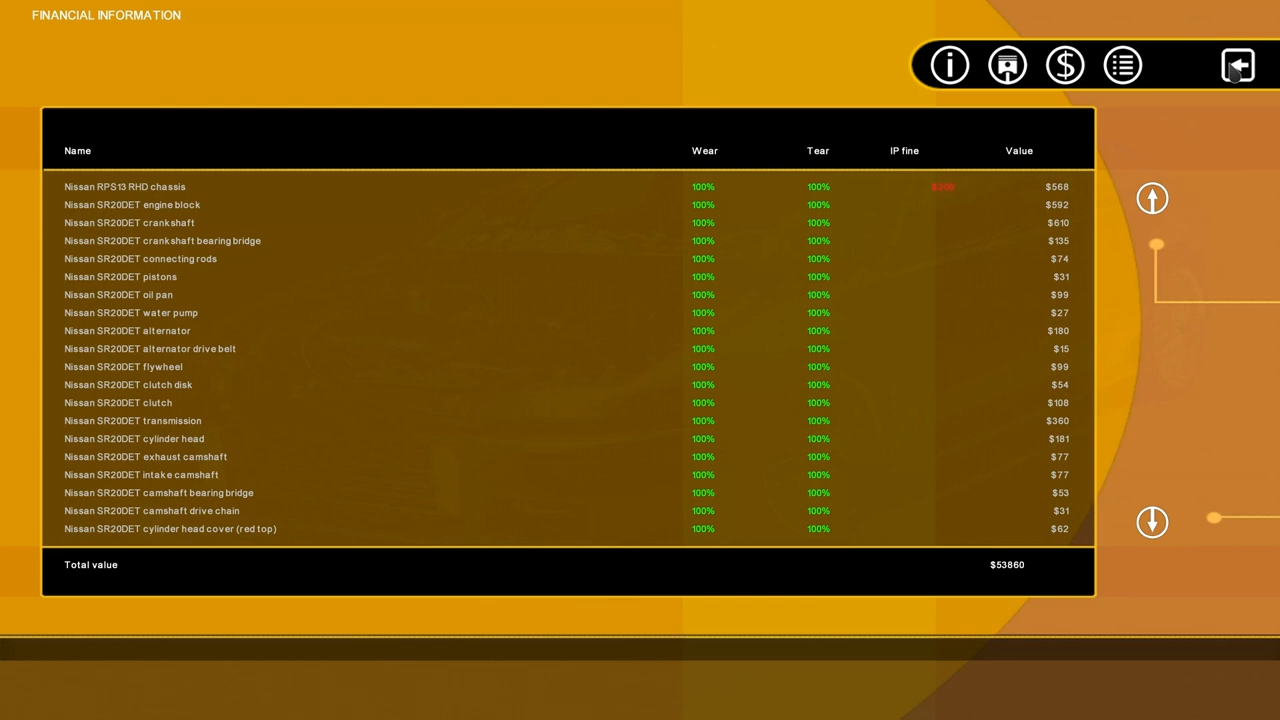 FINANCIAL INFORMATION
Name Wear Tear IP fine Value
Nissan RPS13 RHD chassis 100% 100% $568
Nissan SR20DET engine block 100% 100% $592
Nissan SR20DET crankshaft 100% 100% $610
Nissan SR20DET crankshaft bearing bridge 100% 100% $135
Nissan SR20DET connecting rods 100% 100% $74
Nissan SR20DET pistons 100% 100% $31
Nissan SR20DET oil pan 100% 100% $99
Nissan SR20DET water pump 100% 100% $27
Nissan SR20DET alternator 100% 100% $180
Nissan SR20DET alternator drive belt 100% 100% $15
Nissan SR20DET flywheel 100% 100% $99
Nissan SR20DET clutch disk 100% 100% $54
Nissan SR20DET clutch 100% 100% $108
Nissan SR20DET transmission 100% 100% $360
Nissan SR20DET cylinder head 100% 100% $181
Nissan SR20DET exhaust camshaft 100% 100% $77
Nissan SR20DET intake camshaft 100% 100% $77
Nissan SR20DET camshaft bearing bridge 100% 100% $53
Nissan SR20DET camshaft drive chain 100% 100% $31
Nissan SR20DET cylinder head cover (red top) 100% 100% $62
Total value $53860